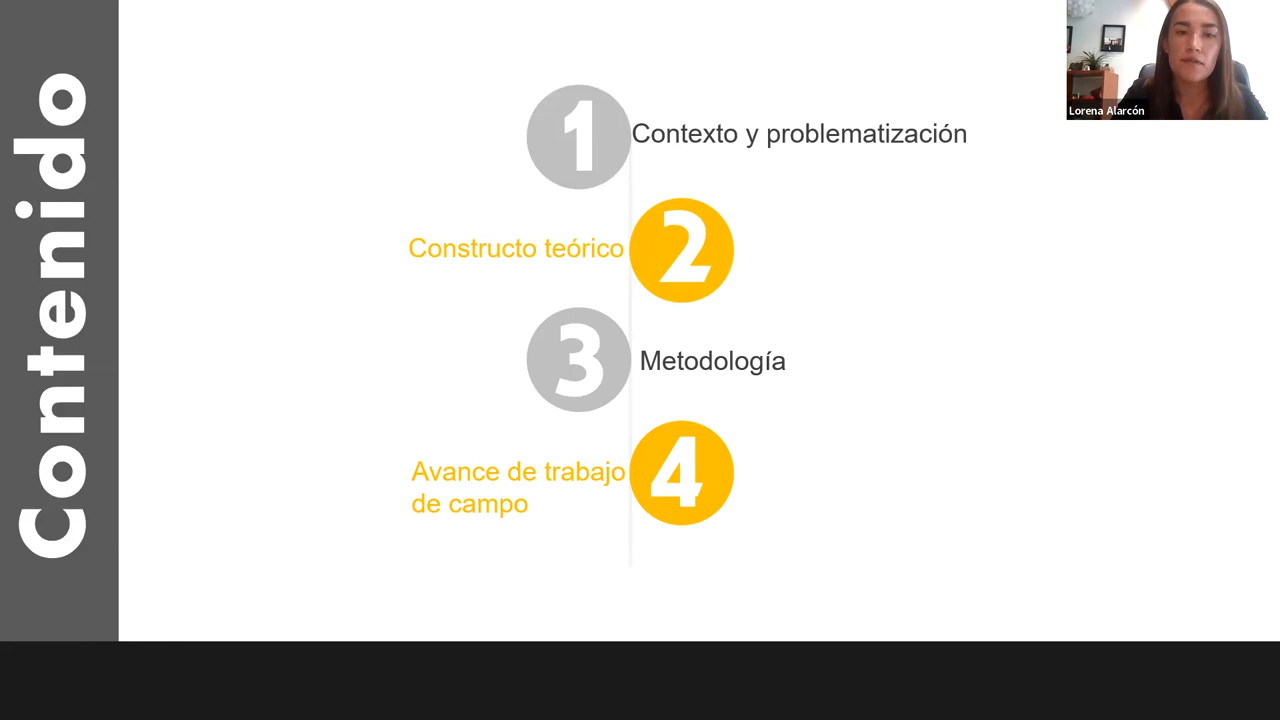 Contenido
1
Contexto y problematización
Constructo teórico
2
3
Metodología
Avance de trabajo
de campo
4
Lorena Alarcón